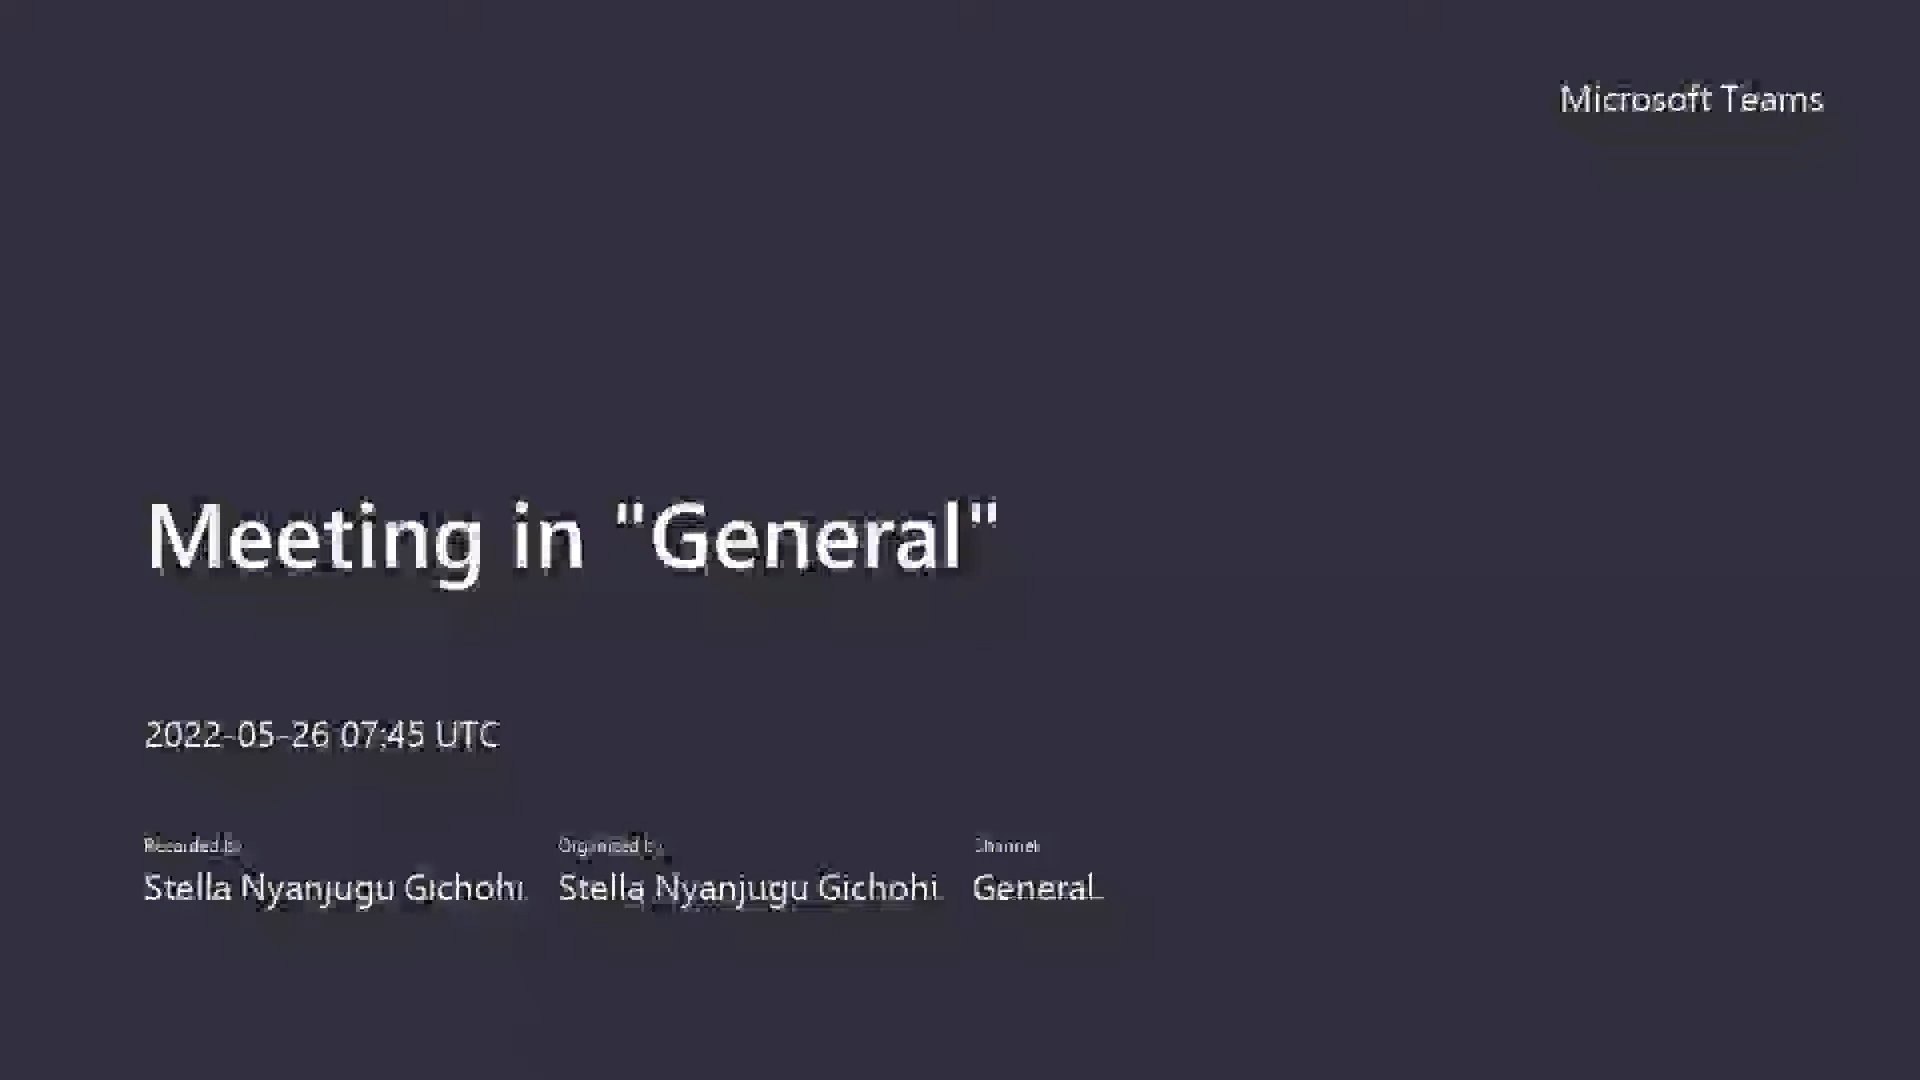 Microsoft Teams
Meeting in "General"
2022-05-26 07:45 UTC
Recorded by Organized by Channel
Stella Nyanjugu Gichohi Stella Nyanjugu Gichohi General